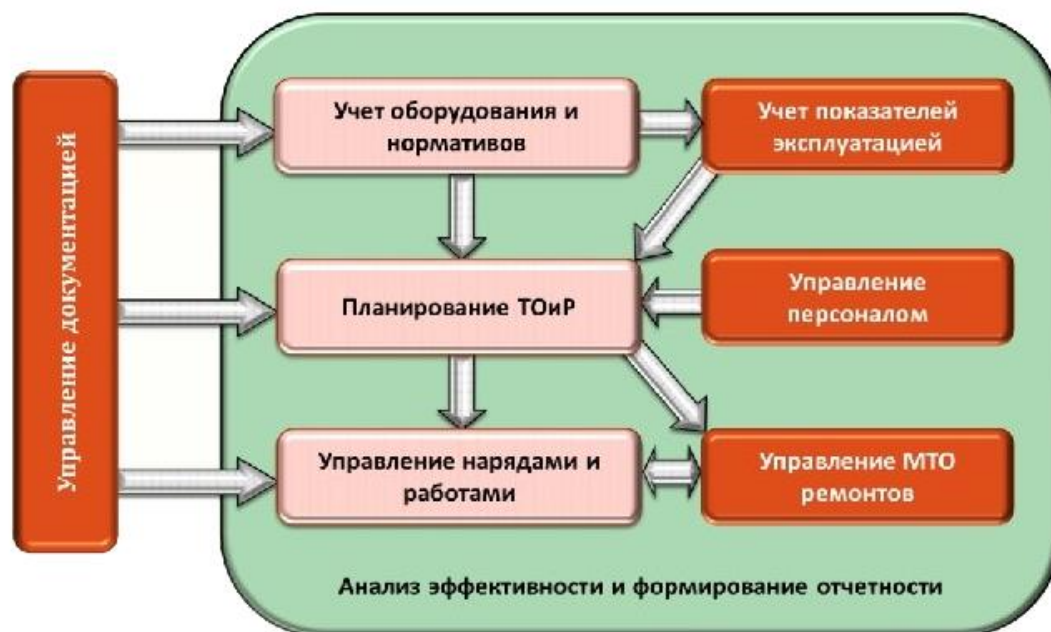 Управление документацией
Учет оборудования и
нормативов
Учет показателей
эксплуатацией
Планирование ТОиР
Управление
персоналом
Управление нарядами и
работами
Управление МТО
ремонтов
Анализ эффективности и формирование отчетности